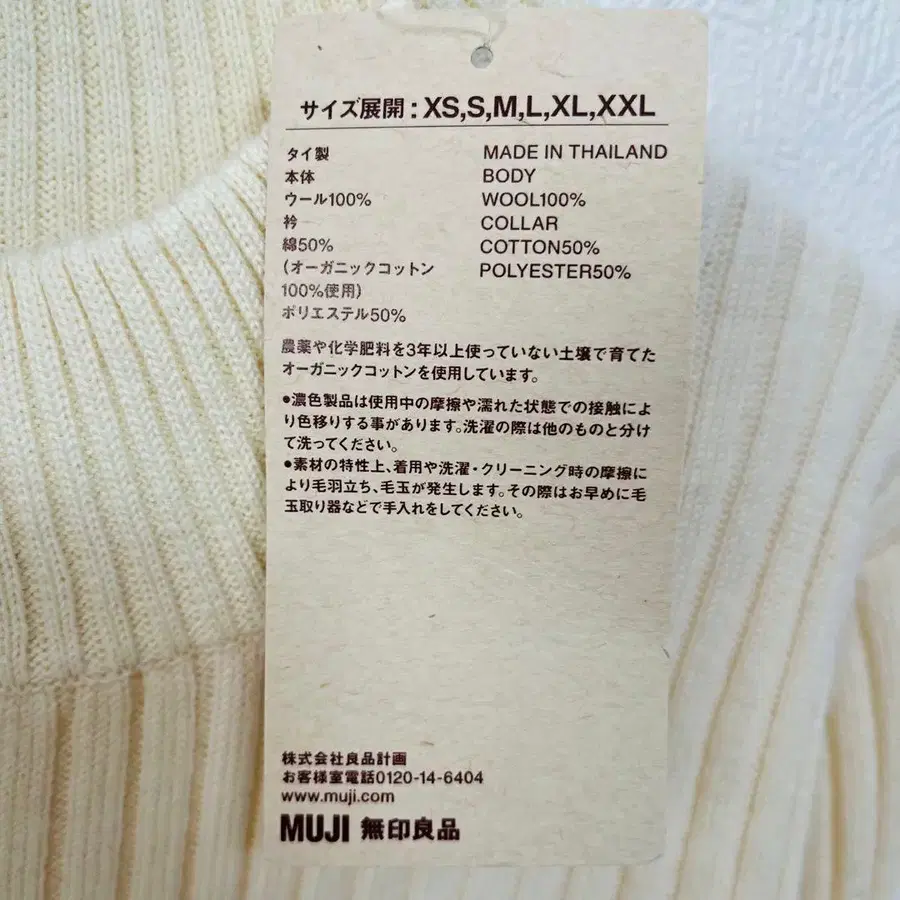 サイズ展開:XS,S,M,L,XL,XXL
タイ製
本体
ウール100%
衿
綿50%
(オーガニックコットン
100%使用)
ポリエステル50%
MADE IN THAILAND
BODY
WOOL100%
COLLAR
COTTON50%
POLYESTER50%
農薬や化学肥料を3年以上使っていない土壌で育てた
オーガニックコットンを使用しています。
●濃色製品は使用中の摩擦や濡れた状態での接触によ
り色移りする事があります。洗濯の際は他のものと分け
て洗ってください。
●素材の特性上、着用や洗濯・クリーニング時の摩擦に
より毛羽立ち、毛玉が発生します。その際はお早めに毛
玉取り器などで手入れをしてください。
株式会社良品計画
お客様室電話0120-14-6404
www.muji.com
MUJI 無印良品